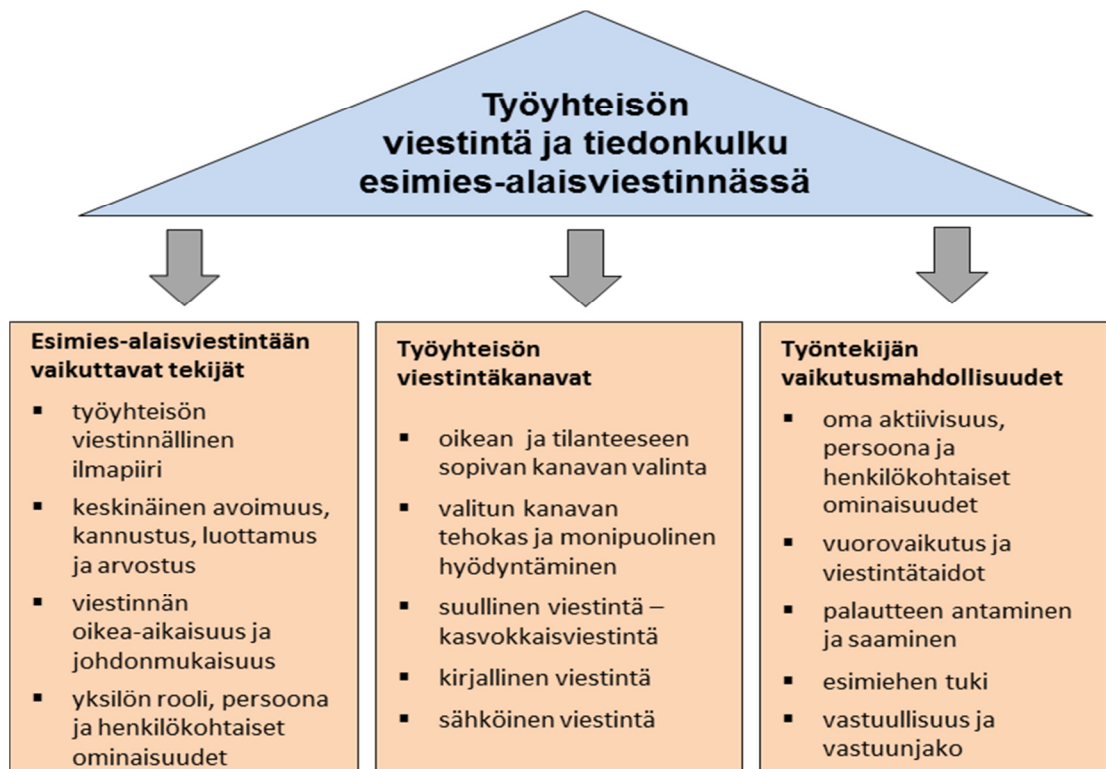 Työyhteisön
viestintä ja tiedonkulku
esimies-alaisviestinnässä
Esimies-alaisviestintään
vaikuttavat tekijät
▪ työyhteisön
viestinnällinen
ilmapiiri
▪ keskinäinen avoimuus,
kannustus, luottamus
ja arvostus
▪ viestinnän
oikea-aikaisuus ja
johdonmukaisuus
▪ yksilön rooli, persoona
ja henkilökohtaiset
ominaisuudet
Työyhteisön
viestintäkanavat
▪ oikean ja tilanteeseen
sopivan kanavan valinta
▪ valitun kanavan
tehokas ja monipuolinen
hyödyntäminen
▪ suullinen viestintä –
kasvokkaisviestintä
▪ kirjallinen viestintä
▪ sähköinen viestintä
Työntekijän
vaikutusmahdollisuudet
▪ oma aktiivisuus,
persoona ja
henkilökohtaiset
ominaisuudet
▪ vuorovaikutus ja
viestintätaidot
▪ palautteen antaminen
ja saaminen
▪ esimiehen tuki
▪ vastuullisuus ja
vastuunjako